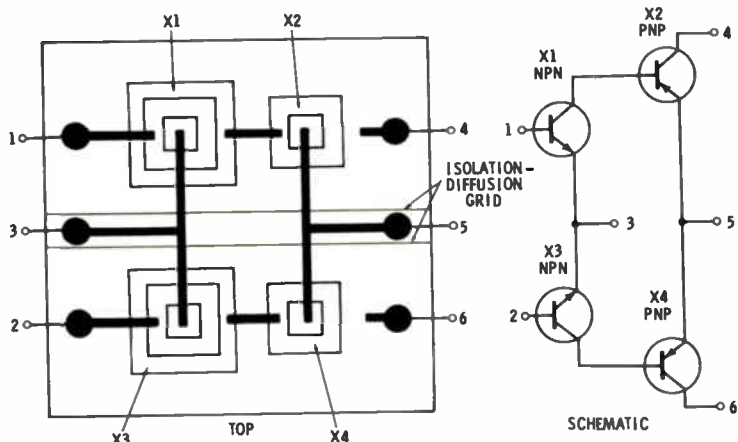 X1
X2
1
4
ISOLATION-
DIFFUSION
GRID
3
5
2
6
X3
TOP
X4
X2
PNP
4
X1
NPN
1
3
5
X3
NPN
X4
PNP
2
6
SCHEMATIC